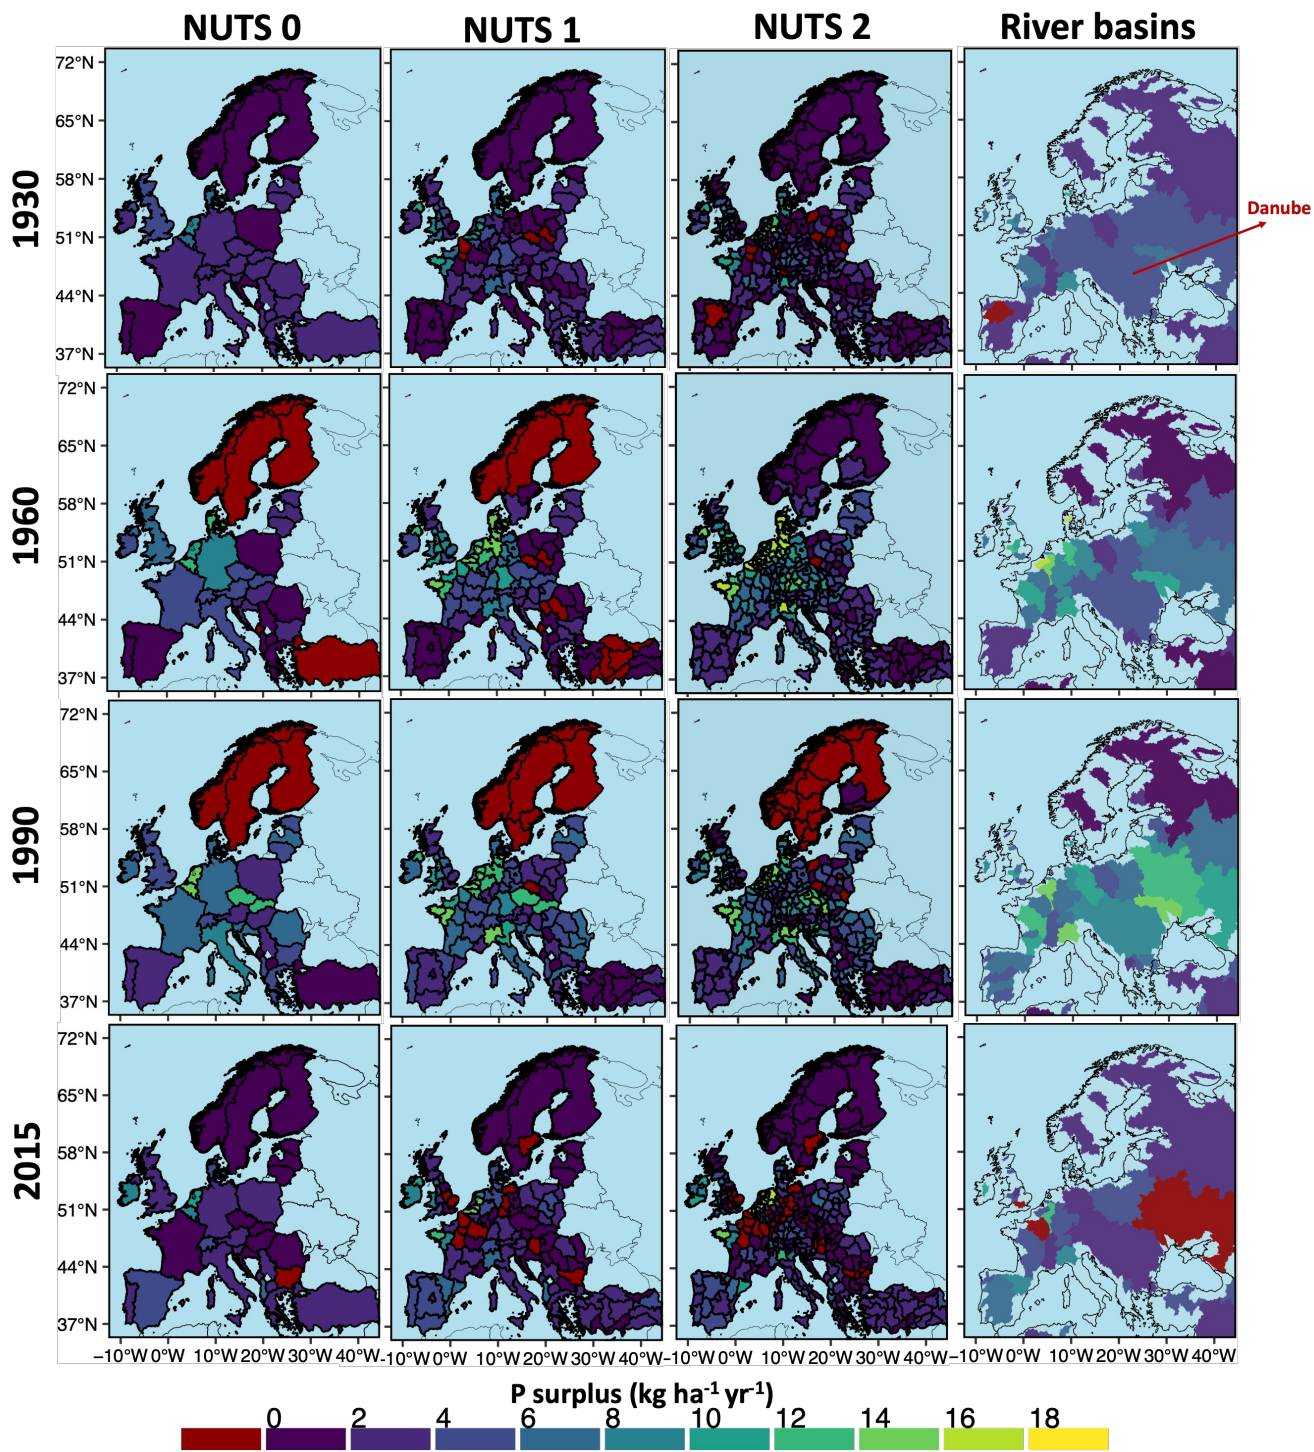 NUTS 0 NUTS 1 NUTS 2 River basins
1930
72°N
65°N
58°N
51°N
44°N
37°N
Danube
1960
72°N
65°N
58°N
51°N
44°N
37°N
1990
72°N
65°N
58°N
51°N
44°N
37°N
2015
72°N
65°N
58°N
51°N
44°N
37°N
−10°W 0°W 10°W 20°W 30°W 40°W −10°W 0°W 10°W 20°W 30°W 40°W −10°W 0°W 10°W 20°W 30°W 40°W −10°W 0°W 10°W 20°W 30°W 40°W
P surplus (kg ha⁻¹ yr⁻¹)
0 2 4 6 8 10 12 14 16 18